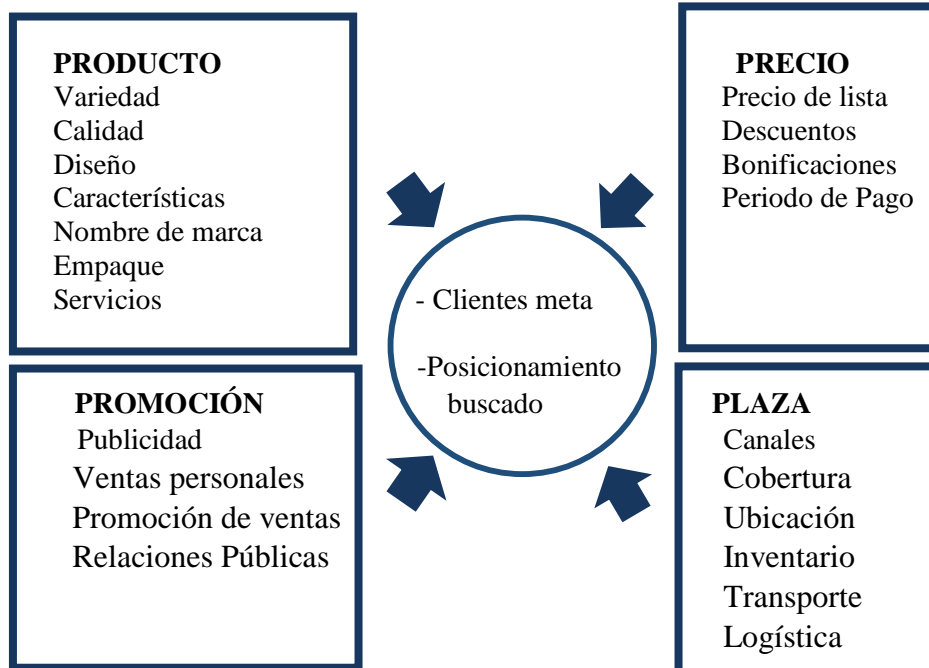 PRODUCTO
Variedad
Calidad
Diseño
Características
Nombre de marca
Empaque
Servicios
PRECIO
Precio de lista
Descuentos
Bonificaciones
Periodo de Pago
- Clientes meta
-Posicionamiento
buscado
PROMOCIÓN
Publicidad
Ventas personales
Promoción de ventas
Relaciones Públicas
PLAZA
Canales
Cobertura
Ubicación
Inventario
Transporte
Logística